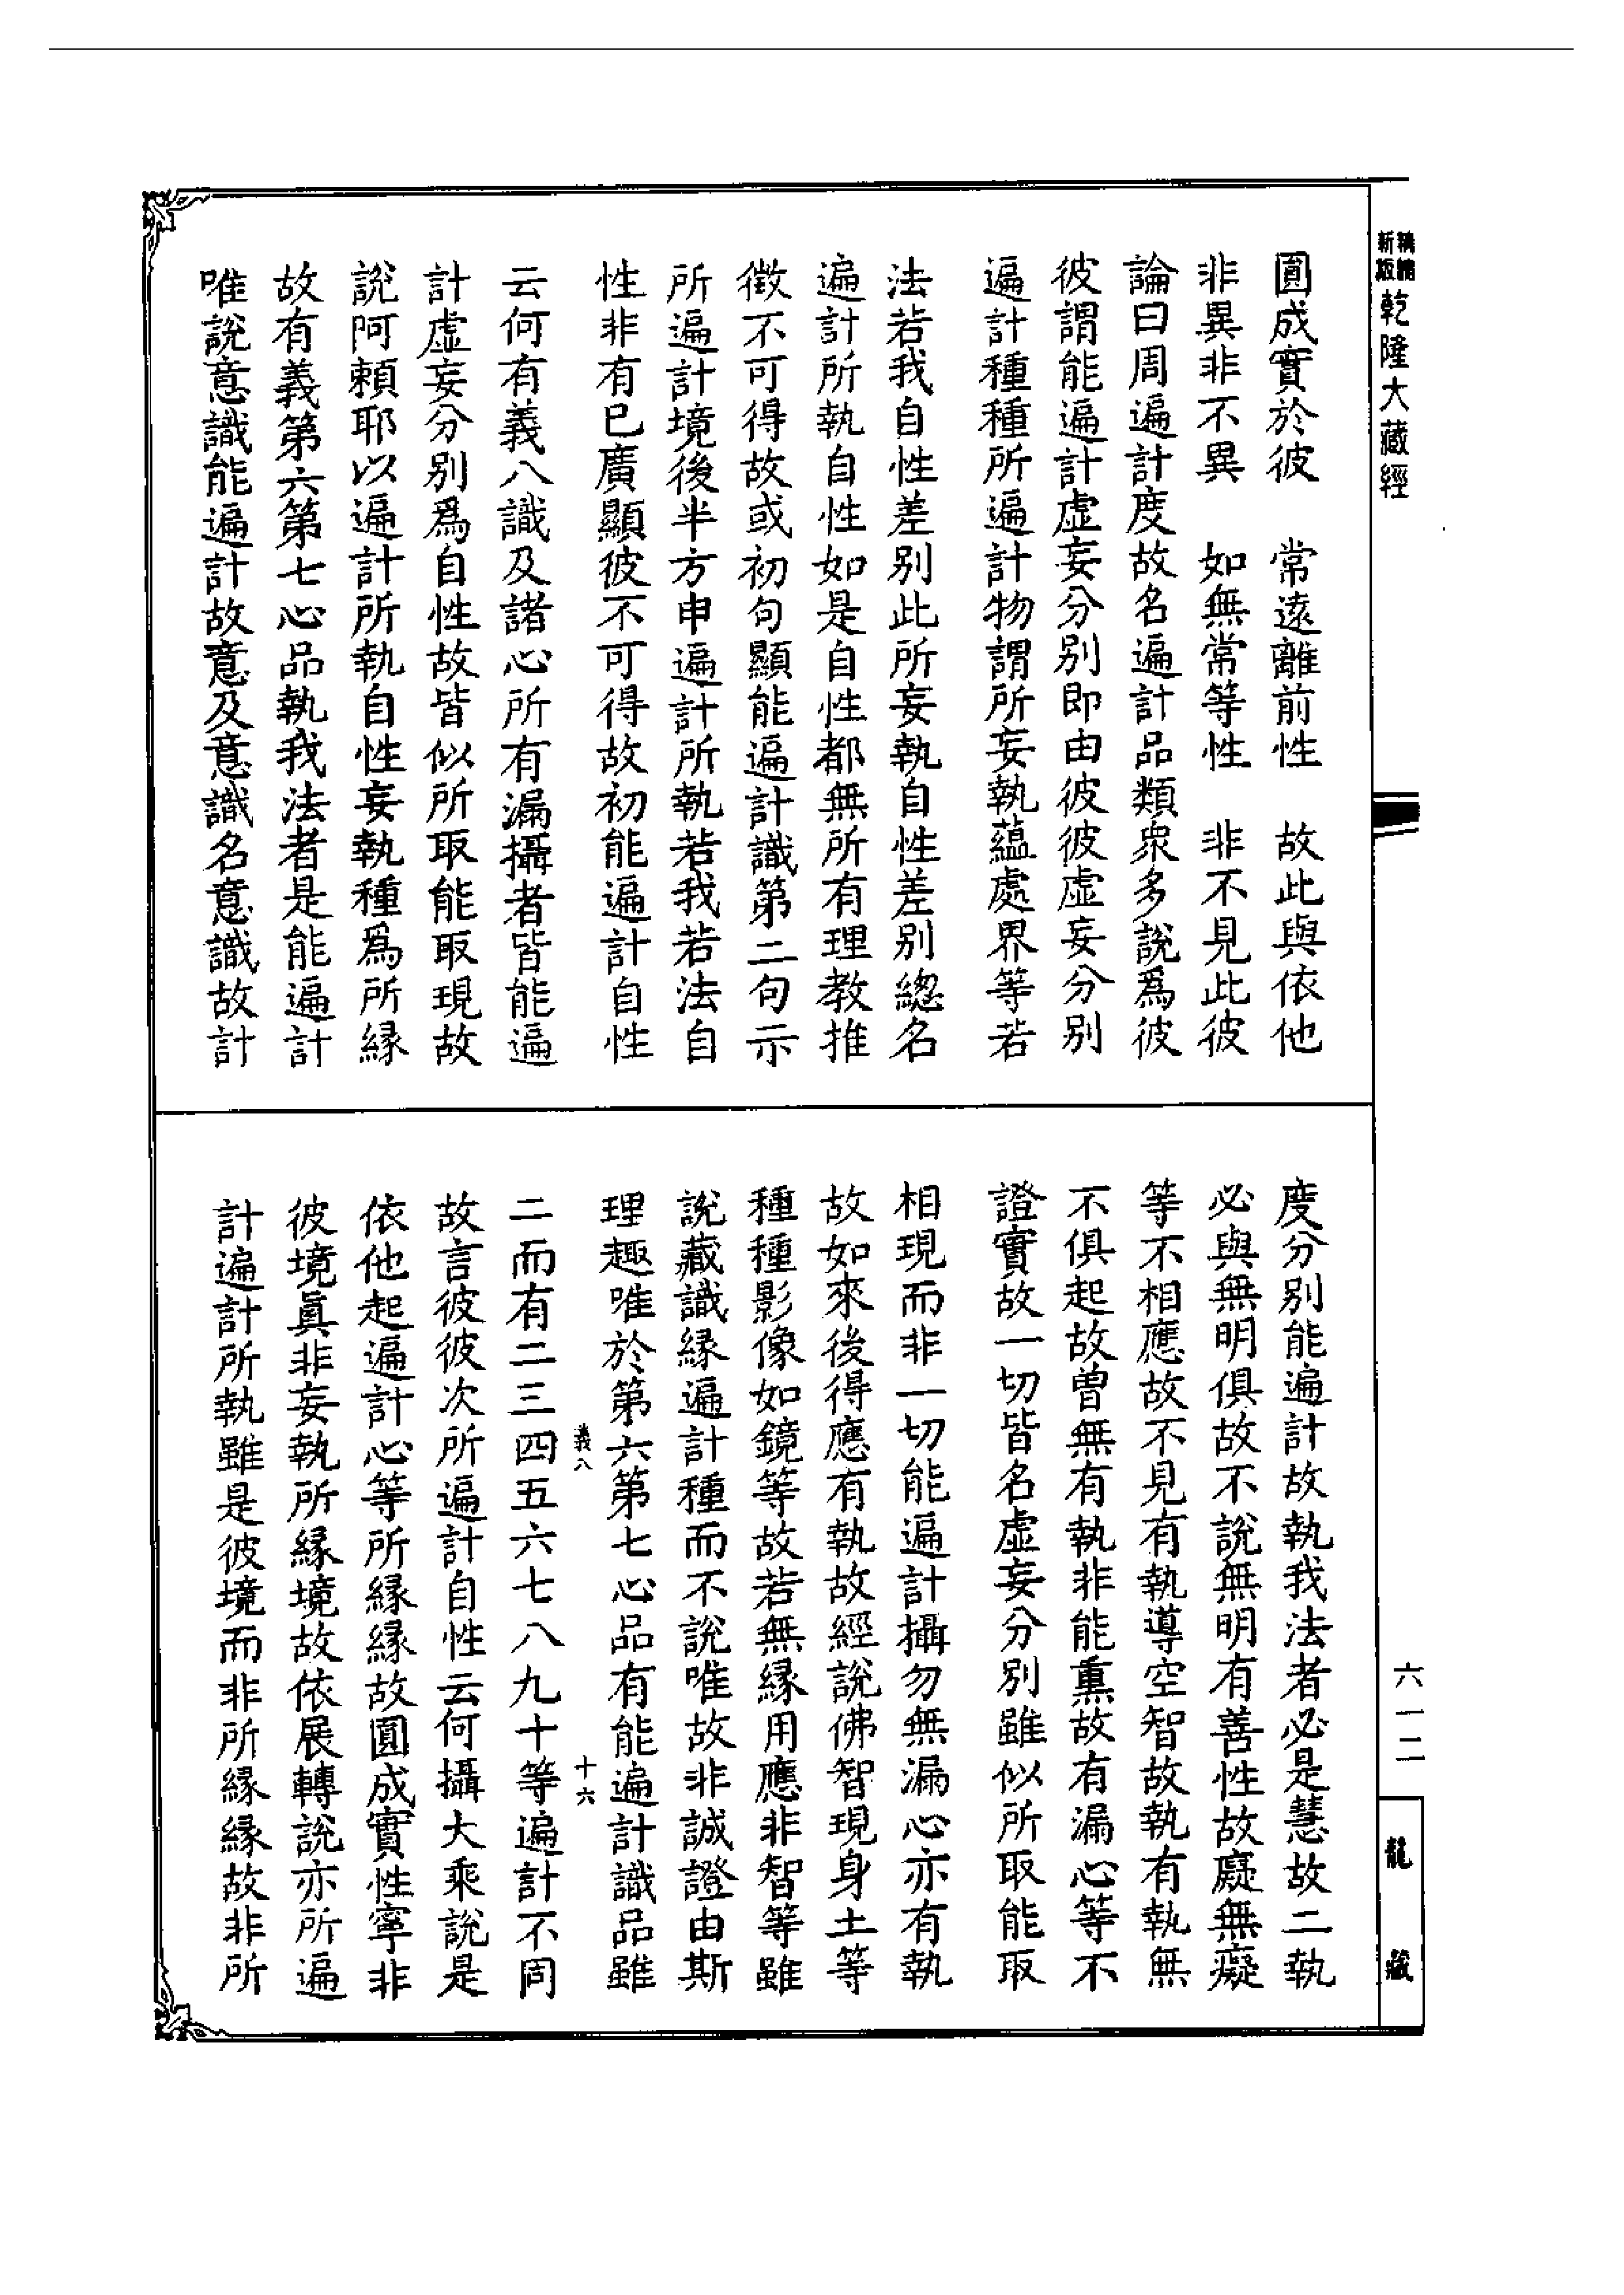 新編縮版
乾隆大藏經
圓成實於彼　常遠離前性　故此與依他
非異非不異　如無常等性　非不見此彼
論曰周遍計度故名遍計品類衆多說爲彼
彼謂能遍計虛妄分別即由彼彼虛妄分別
遍計種種所遍計物謂所妄執蘊處界等若
法若我自性差別此所妄執自性差別總名
遍計所執自性如是自性都無所有理教推
徵不可得故或初句顯能遍計識第二句示
所遍計境後半方申遍計所執若我若法自
性非有已廣顯彼不可得故初能遍計自性
云何有義八識及諸心所有漏攝者皆能遍
計虛妄分別爲自性故皆似所取能取現故
說阿賴耶以遍計所執自性妄執種爲所緣
故有義第六第七心品執我法者是能遍計
唯說意識能遍計故意及意識名意識故計
度分別能遍計故執我法者必是慧故二執
必與無明俱故不說無明有善性故癡無癡
等不相應故不見有執導空智故執有執無
不俱起故曾無有執非能熏故有漏心等不
證實故一切皆名虛妄分別雖似所取能取
相現而非一切能遍計攝勿無漏心亦有執
故如來後得應有執故經說佛智現身土等
種種影像如鏡等故若無緣用應非智等雖
說藏識緣遍計種而不說唯故非誠證由斯
理趣唯於第六第七心品有能遍計識品雖
義八
十六
二而有二三四五六七八九十等遍計不同
故言彼彼次所遍計自性云何攝大乘說是
依他起遍計心等所緣緣故圓成實性寧非
彼境眞非妄執所緣境故依展轉說亦所遍
計遍計所執雖是彼境而非所緣緣故非所
六一二
龍藏